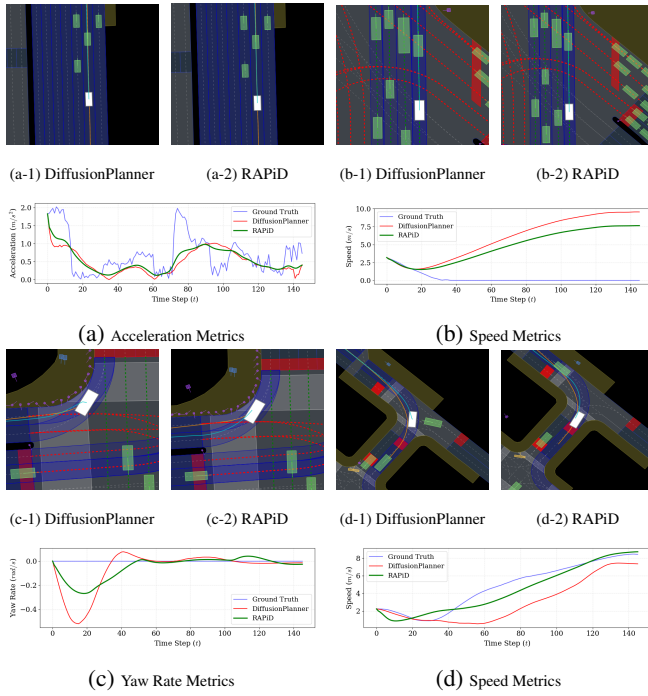 (a-1) DiffusionPlanner (a-2) RAPiD (b-1) DiffusionPlanner (b-2) RAPiD
Acceleration (m/s²)
2.0
1.5
1.0
0.5
0.0
Ground Truth
DiffusionPlanner
RAPiD
0 20 40 60 80 100 120 140
Time Step (t)
(a) Acceleration Metrics
Speed (m/s)
10.0
7.5
5.0
2.5
0.0
Ground Truth
DiffusionPlanner
RAPiD
0 20 40 60 80 100 120 140
Time Step (t)
(b) Speed Metrics
(c-1) DiffusionPlanner (c-2) RAPiD (d-1) DiffusionPlanner (d-2) RAPiD
Yaw Rate (rad/s)
0.0
−0.2
−0.4
Ground Truth
DiffusionPlanner
RAPiD
0 20 40 60 80 100 120 140
Time Step (t)
(c) Yaw Rate Metrics
Speed (m/s)
8
6
4
2
Ground Truth
DiffusionPlanner
RAPiD
0 20 40 60 80 100 120 140
Time Step (t)
(d) Speed Metrics